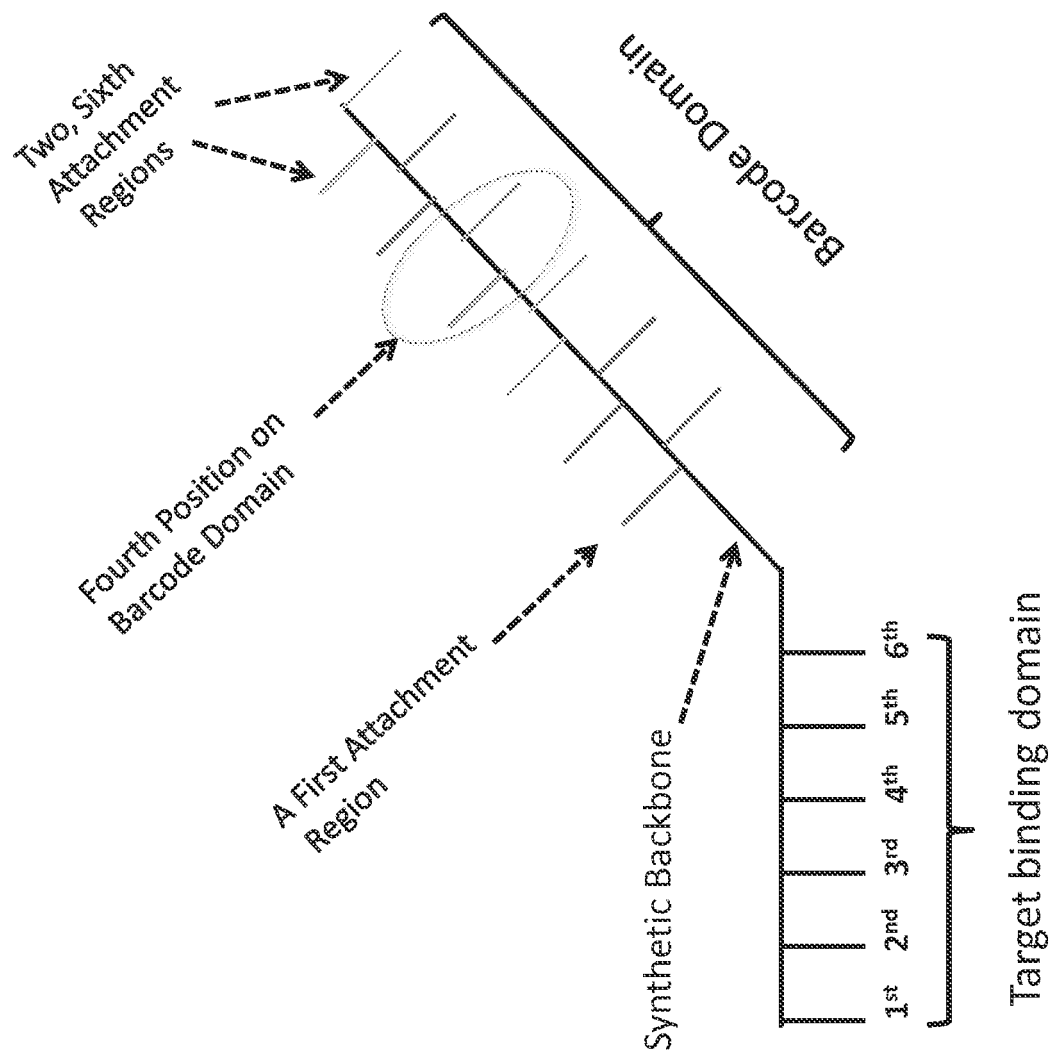 Two, Sixth
Attachment
Regions
Barcode Domain
Fourth Position on
Barcode Domain
A First Attachment
Region
Synthetic Backbone
1st
2nd
3rd
4th
5th
6th
Target binding domain